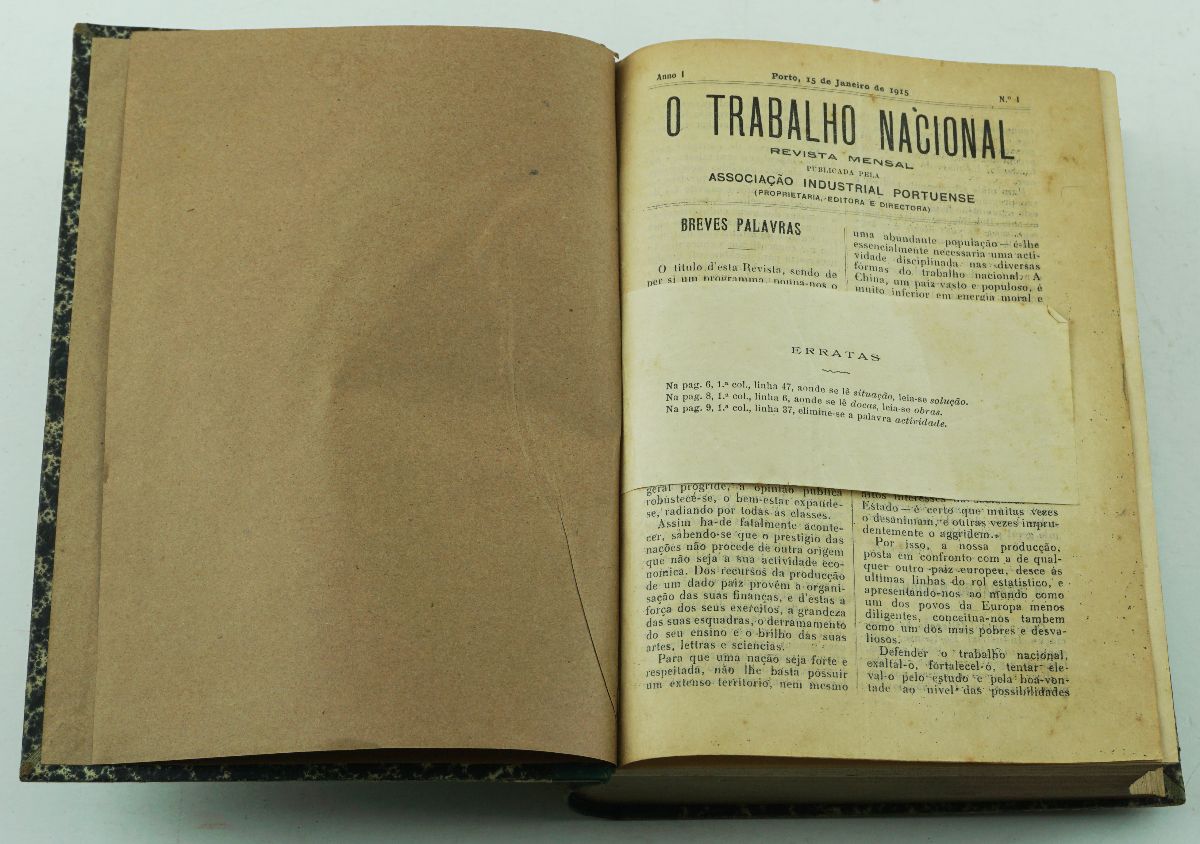 Anno I Porto, 15 de Janeiro de 1915 N.º 1
O TRABALHO NACIONAL
REVISTA MENSAL
PUBLICADA PELA
ASSOCIAÇÃO INDUSTRIAL PORTUENSE
(PROPRIETARIA, EDITORA E DIRECTORA)
BREVES PALAVRAS
O titulo d'esta Revista, sendo de
per si um programma, poupa-nos o
uma abundante população — é-lhe
essencialmente necessaria uma acti-
vidade disciplinada nas diversas
formas do trabalho nacional. A
China, um paiz vasto e populoso, é
muito inferior em energia moral e
ERRATAS
Na pag. 6, 1.ª col., linha 47, aonde se lê situação, leia-se solução.
Na pag. 8, 1.ª col., linha 6, aonde se lê docas, leia-se obras.
Na pag. 9, 1.ª col., linha 37, elimine-se a palavra actividade.
geral progride, a opinião publica
robustece-se, o bem-estar expande-
se, radiando por todas as classes.
Assim ha-de fatalmente aconte-
cer, sabendo-se que o prestigio das
nações não procede de outra origem
que não seja a sua actividade eco-
nomica. Dos recursos da producção
de um dado paiz provém a organi-
sação das suas finanças, e d'estas a
força dos seus exercitos, a grandeza
das suas esquadras, o derramamento
do seu ensino e o brilho das suas
artes, lettras e sciencias.
Para que uma nação seja forte e
respeitada, não lhe basta possuir
um extenso territorio, nem mesmo
altos interesses
Estado — é certo que muitas vezes
o desanimam, e outras vezes impru-
dentemente o aggridem.
Por isso, a nossa producção,
posta em confronto com a de qual-
quer outro paiz europeu, desce ás
ultimas linhas do rol estatistico, e
apresentando-nos ao mundo como
um dos povos da Europa menos
diligentes, conceitua-nos tambem
como um dos mais pobres e desva-
liosos.
Defender o trabalho nacional,
exaltal-o, fortalecel-o, tentar ele-
val-o pelo estudo e pela boa-von-
tade ao nivel das possibilidades